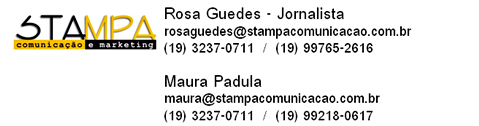 STAMPA
comunicação e marketing
Rosa Guedes - Jornalista
rosaguedes@stampacomunicacao.com.br
(19) 3237-0711 / (19) 99765-2616
Maura Padula
maura@stampacomunicacao.com.br
(19) 3237-0711 / (19) 99218-0617